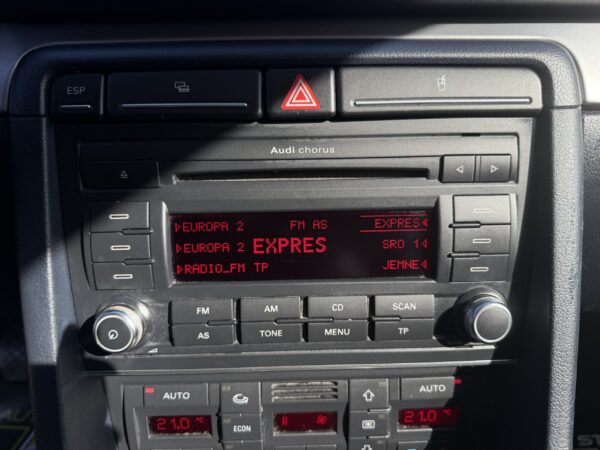 ESP
Audi chorus
EUROPA 2 FM AS EXPRES
EUROPA 2 EXPRES SRO 1
RADIO_FM TP JEMNE
FM AM CD SCAN
AS TONE MENU TP
AUTO AUTO
21.0 °C ECON 21.0 °C